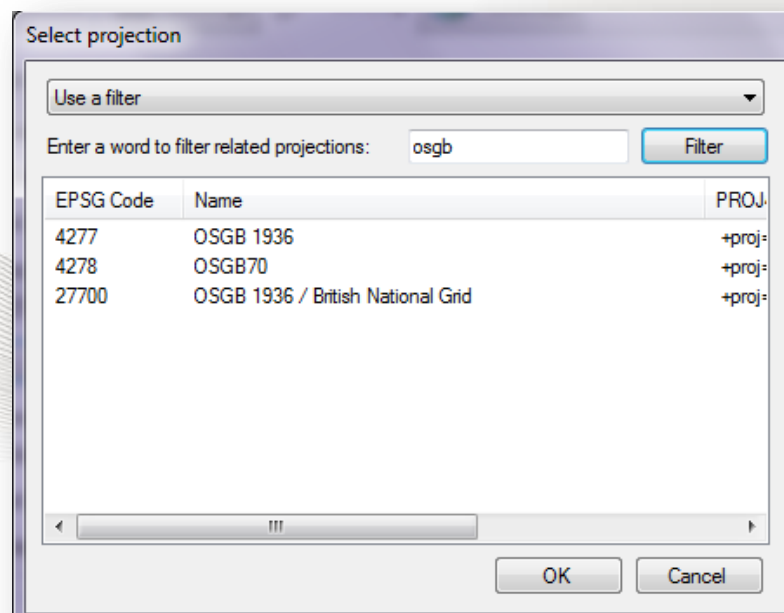 Select projection
Use a filter
Enter a word to filter related projections: osgb Filter
EPSG Code Name PROJ
4277 OSGB 1936 +proj=
4278 OSGB70 +proj=
27700 OSGB 1936 / British National Grid +proj=
OK Cancel